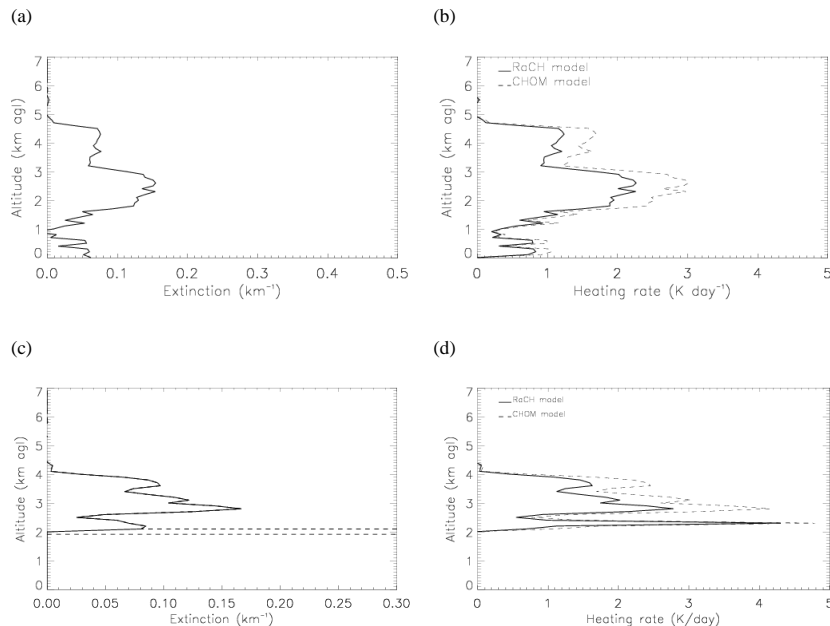 (a)
7
6
5
4
3
2
1
0
Altitude (km agl)
0.0 0.1 0.2 0.3 0.4 0.5
Extinction (km⁻¹)
(b)
RaCH model
CHOM model
7
6
5
4
3
2
1
0
Altitude (km agl)
0 1 2 3 4 5
Heating rate (K day⁻¹)
(c)
7
6
5
4
3
2
1
0
Altitude (km agl)
0.00 0.05 0.10 0.15 0.20 0.25 0.30
Extinction (km⁻¹)
(d)
RaCH model
CHOM model
7
6
5
4
3
2
1
0
Altitude (km agl)
0 1 2 3 4 5
Heating rate (K/day)